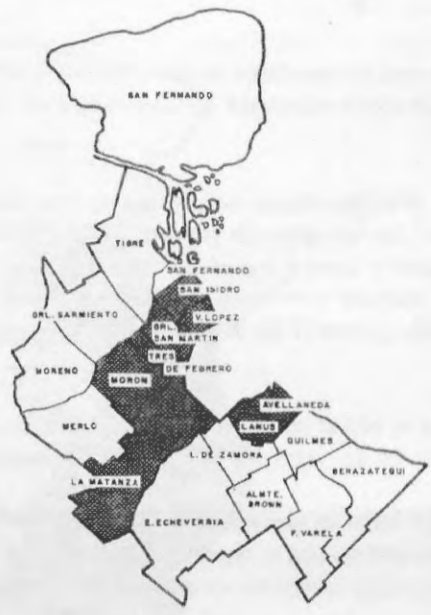 SAN FERNANDO
TIGRE
SAN FERNANDO
SAN ISIDRO
GRL. SARMIENTO
V. LOPEZ
GRL.
SAN MARTIN
TRES
DE FEBRERO
MORENO
MORON
MERLO
AVELLANEDA
LANUS
QUILMES
L. DE ZAMORA
BERAZATEGUI
LA MATANZA
ALMTE.
BROWN
E. ECHEVERRIA
F. VARELA